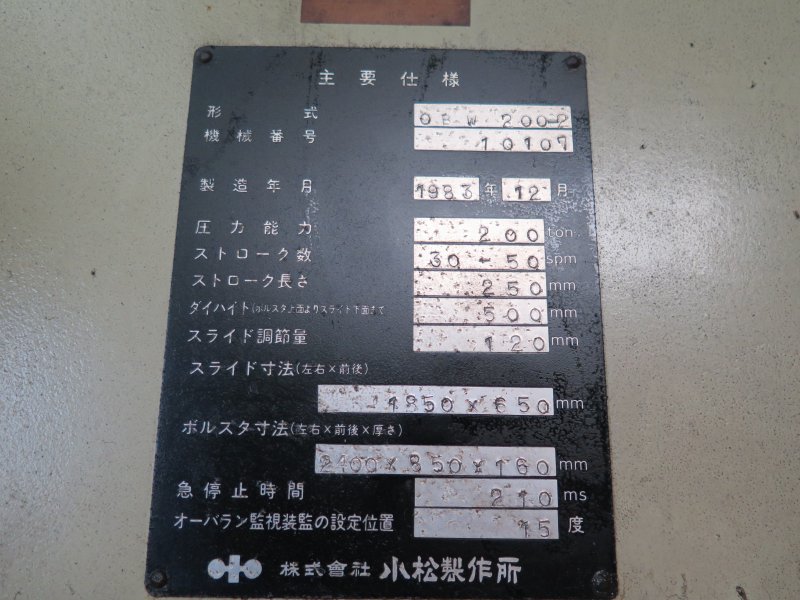 主要仕様
形式 OBW 200-2
機械番号 10107
製造年月 1983年 12月
圧力能力 200 ton.
ストローク数 30-50 spm
ストローク長さ 250 mm
ダイハイト(ボルスタ上面よりスライド下面まで 500 mm
スライド調節量 120 mm
スライド寸法(左右×前後)
1850×650 mm
ボルスタ寸法(左右×前後×厚さ)
2400×850×160 mm
急停止時間 210 ms
オーバラン監視装監の設定位置 15 度
株式會社 小松製作所